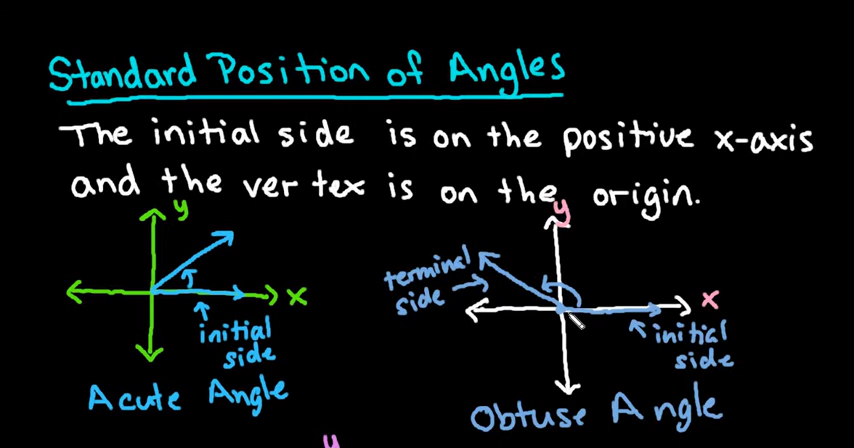 Standard Position of Angles
The initial side is on the positive x-axis
and the vertex is on the origin.
y
x
initial
side
Acute Angle
y
terminal
side
x
initial
side
Obtuse Angle
y